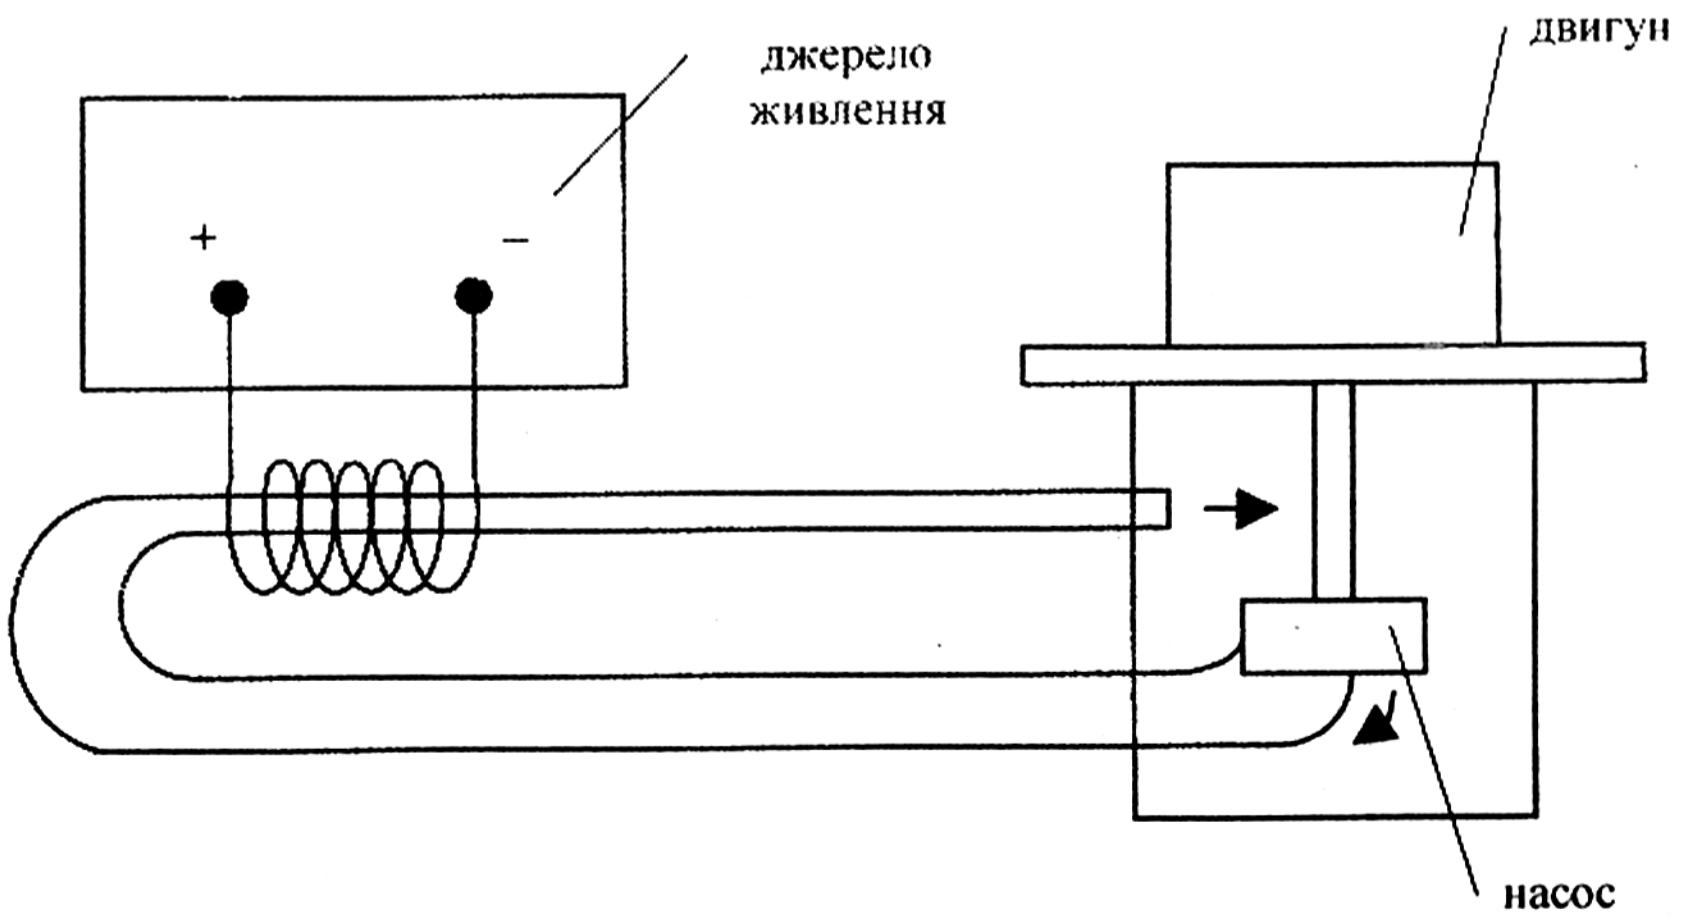 джерело
живлення
двигун
+ –
насос